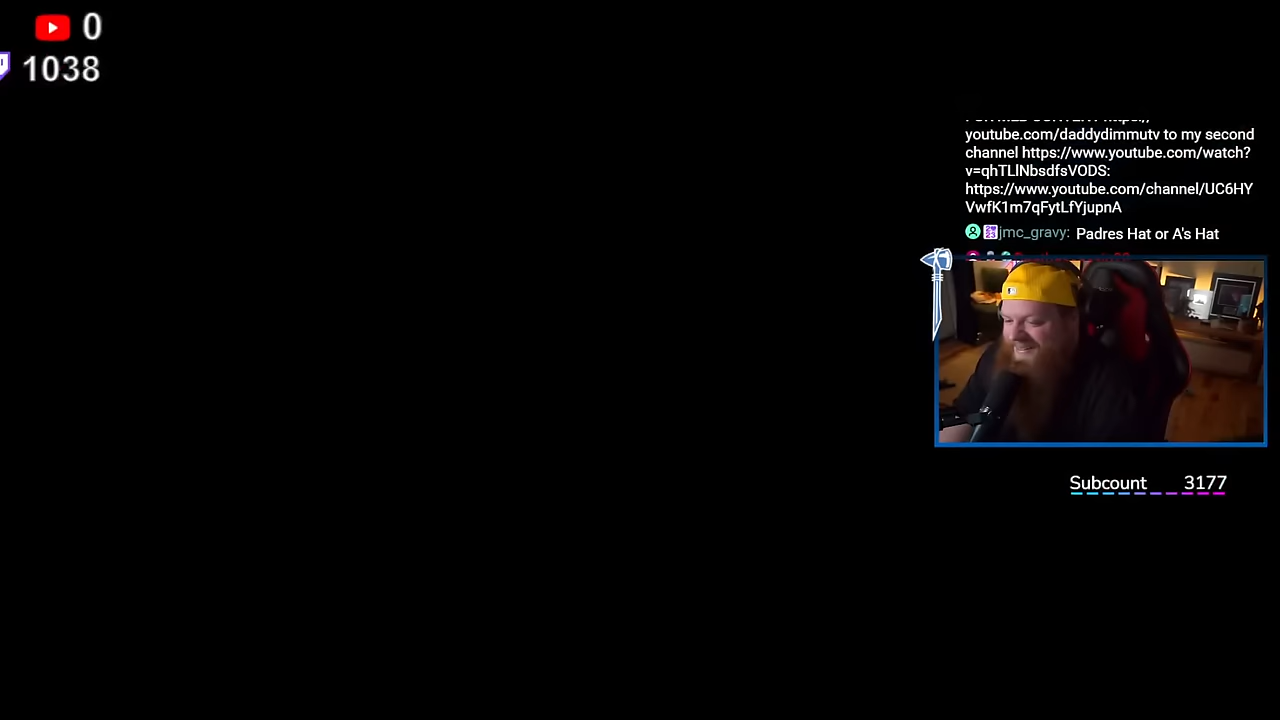 0
1038
youtube.com/daddydimmutv to my second
channel https://www.youtube.com/watch?
v=qhTLlNbsdfsVODS:
https://www.youtube.com/channel/UC6HY
VwfK1m7qFytLfYjupnA
jmc_gravy: Padres Hat or A's Hat
Subcount 3177